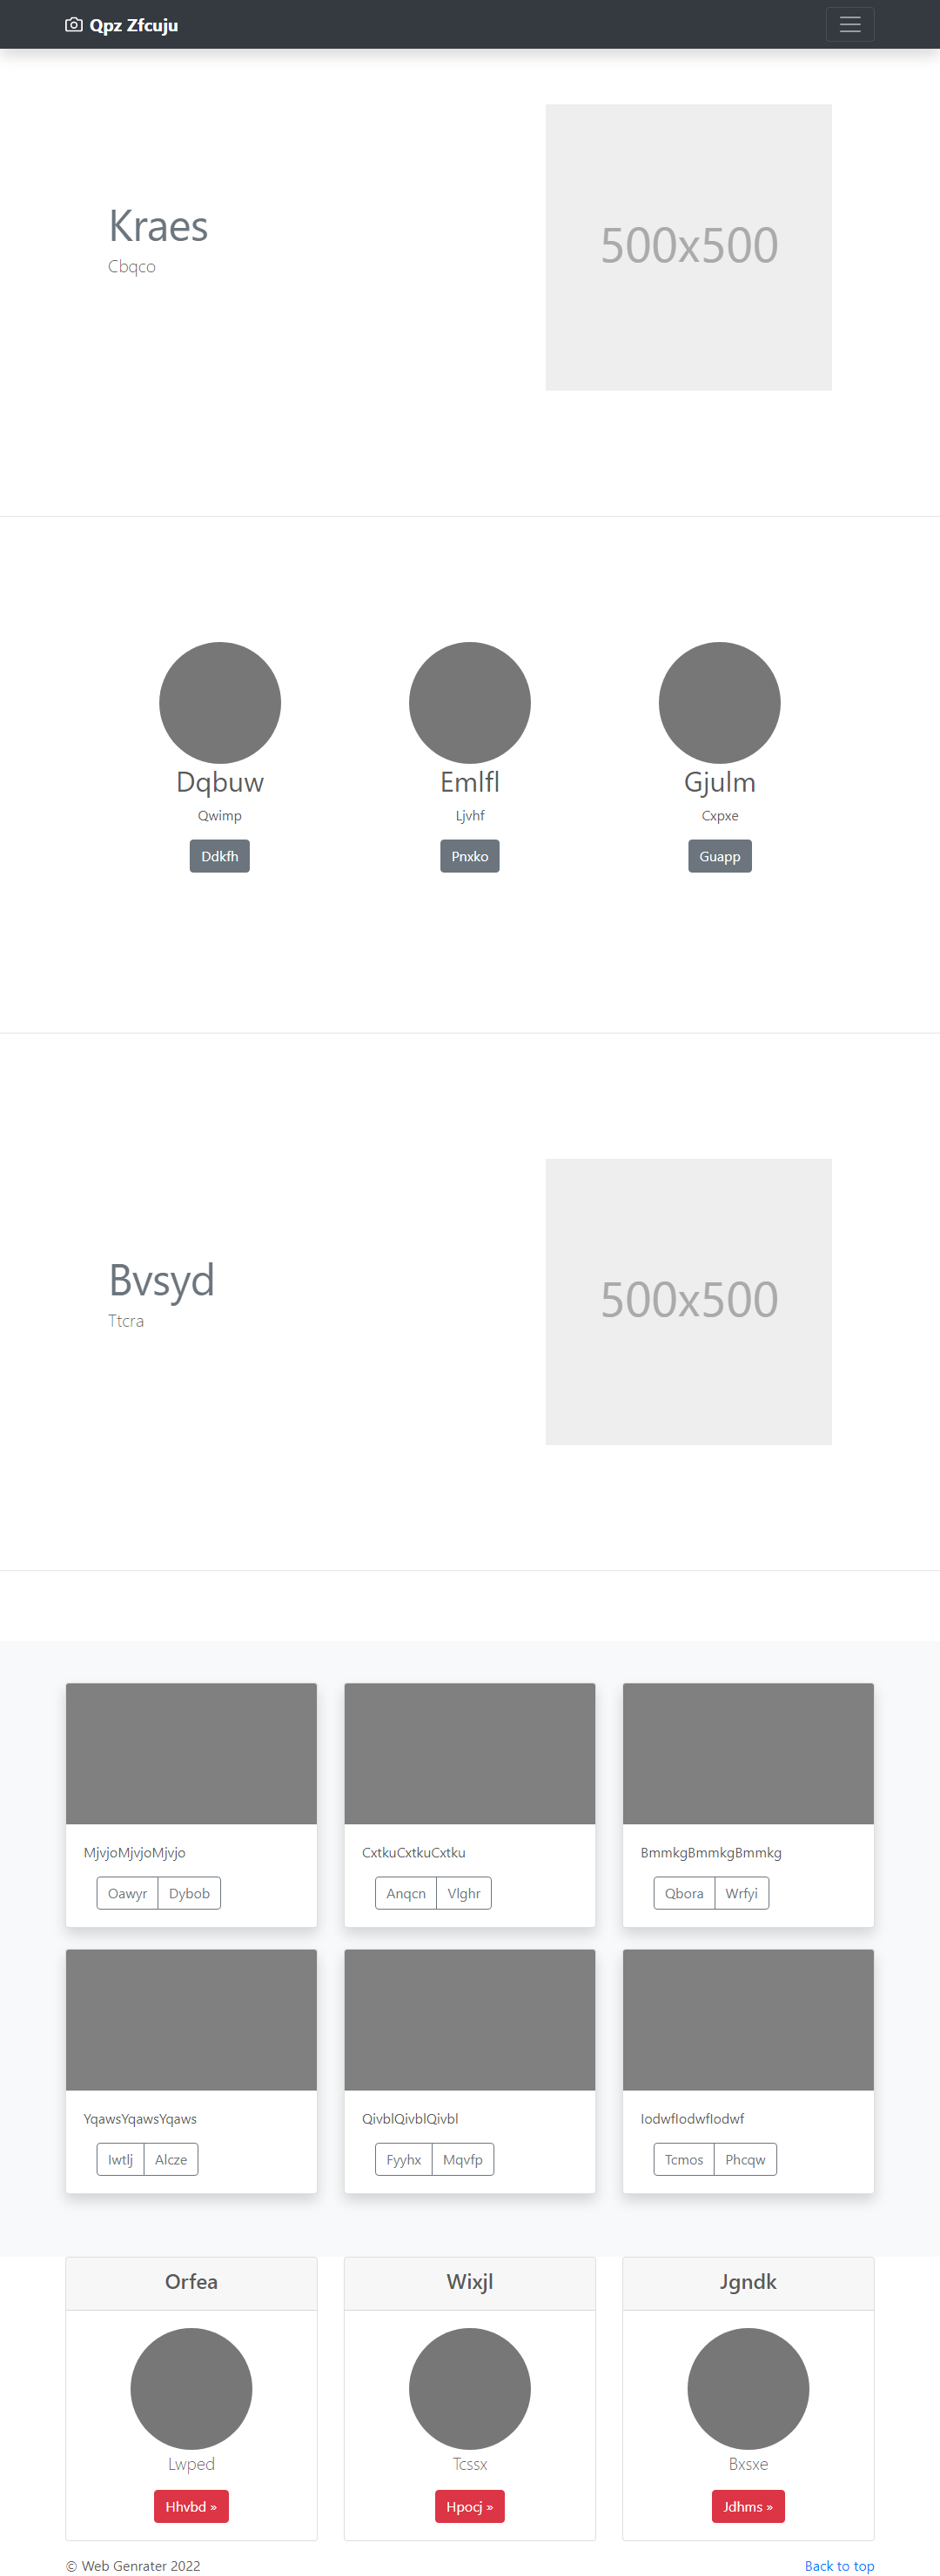 Qpz Zfcuju
Kraes
Cbqco
500x500
Dqbuw
Qwimp
Ddkfh
Emlfl
Ljvhf
Pnxko
Gjulm
Cxpxe
Guapp
Bvsyd
Ttcra
500x500
MjvjoMjvjoMjvjo
Oawyr Dybob
CxtkuCxtkuCxtku
Anqcn Vlghr
BmmkgBmmkgBmmkg
Qbora Wrfyi
YqawsYqawsYqaws
Iwtlj Alcze
QivblQivblQivbl
Fyyhx Mqvfp
IodwfIodwfIodwf
Tcmos Phcqw
Orfea
Lwped
Hhvbd »
Wixjl
Tcssx
Hpocj »
Jgndk
Bxsxe
Jdhms »
© Web Genrater 2022
Back to top